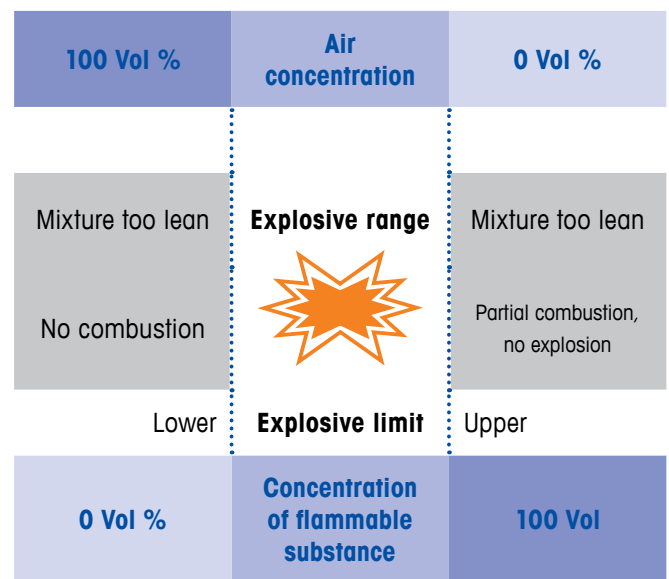 100 Vol %
Air
concentration
0 Vol %
Mixture too lean
Explosive range
Mixture too lean
No combustion
Partial combustion,
no explosion
Lower
Explosive limit
Upper
0 Vol %
Concentration
of flammable
substance
100 Vol